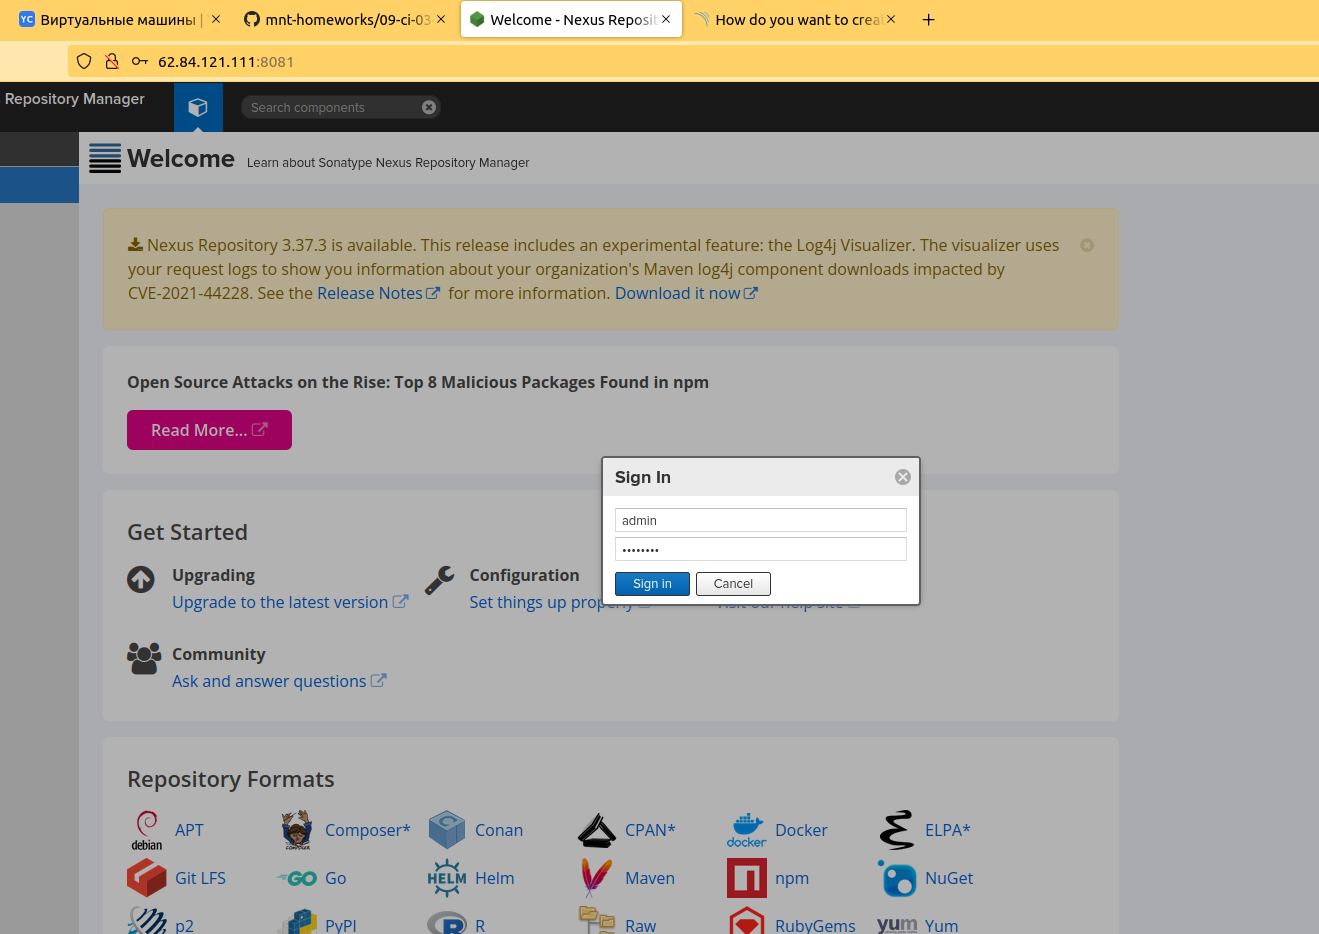 YC Виртуальные машины |
mnt-homeworks/09-ci-03
Welcome - Nexus Reposit
How do you want to crea
62.84.121.111:8081
Repository Manager
Search components
Welcome Learn about Sonatype Nexus Repository Manager
Nexus Repository 3.37.3 is available. This release includes an experimental feature: the Log4j Visualizer. The visualizer uses
your request logs to show you information about your organization's Maven log4j component downloads impacted by
CVE-2021-44228. See the Release Notes for more information. Download it now
Open Source Attacks on the Rise: Top 8 Malicious Packages Found in npm
Read More...
Sign In
admin
••••••••
Sign in Cancel
Get Started
Upgrading
Upgrade to the latest version
Configuration
Set things up properly
Visit our help site
Community
Ask and answer questions
Repository Formats
debian APT
COMPOSER Composer*
Conan
CPAN*
docker Docker
ELPA*
Git LFS
GO Go
HELM Helm
Maven
npm
NuGet
p2
PyPI
R R
Raw
RubyGems
yum Yum